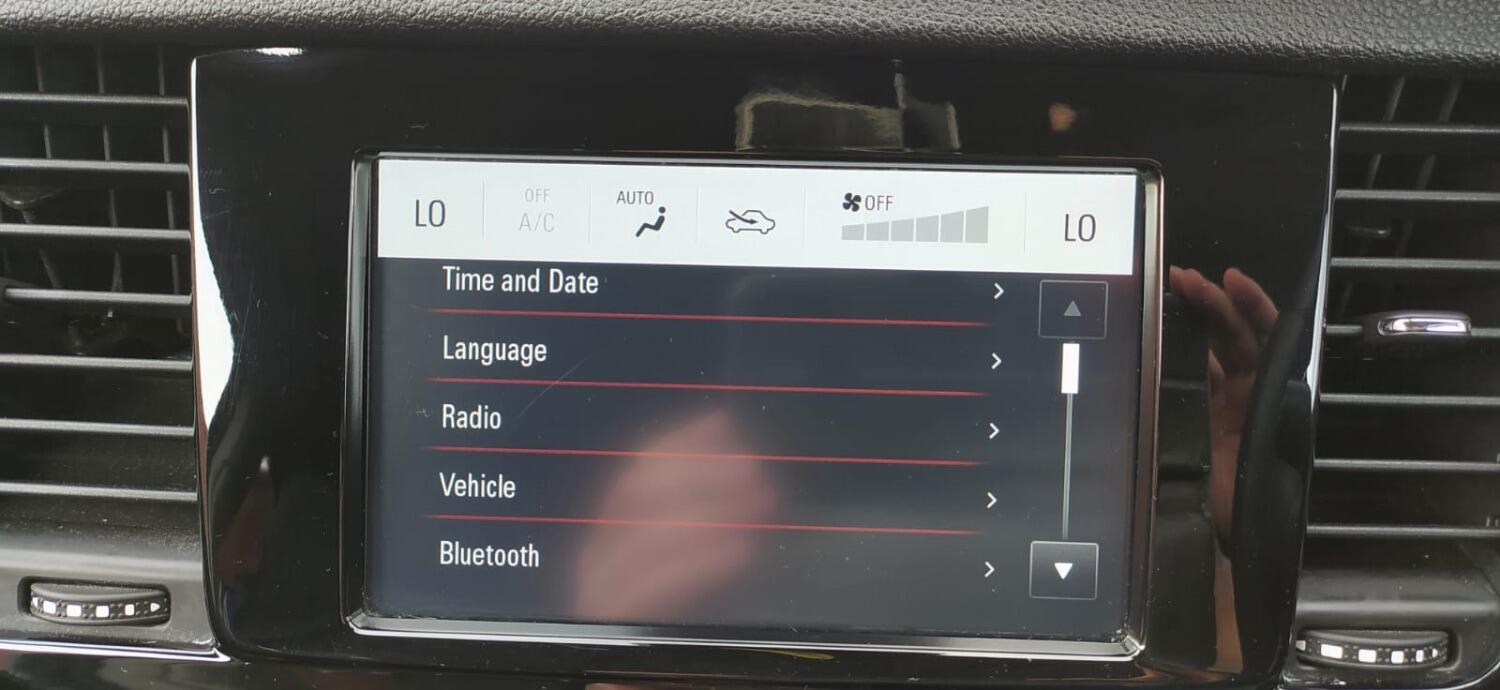 LO
OFF
A/C
AUTO
OFF
LO
Time and Date
Language
Radio
Vehicle
Bluetooth